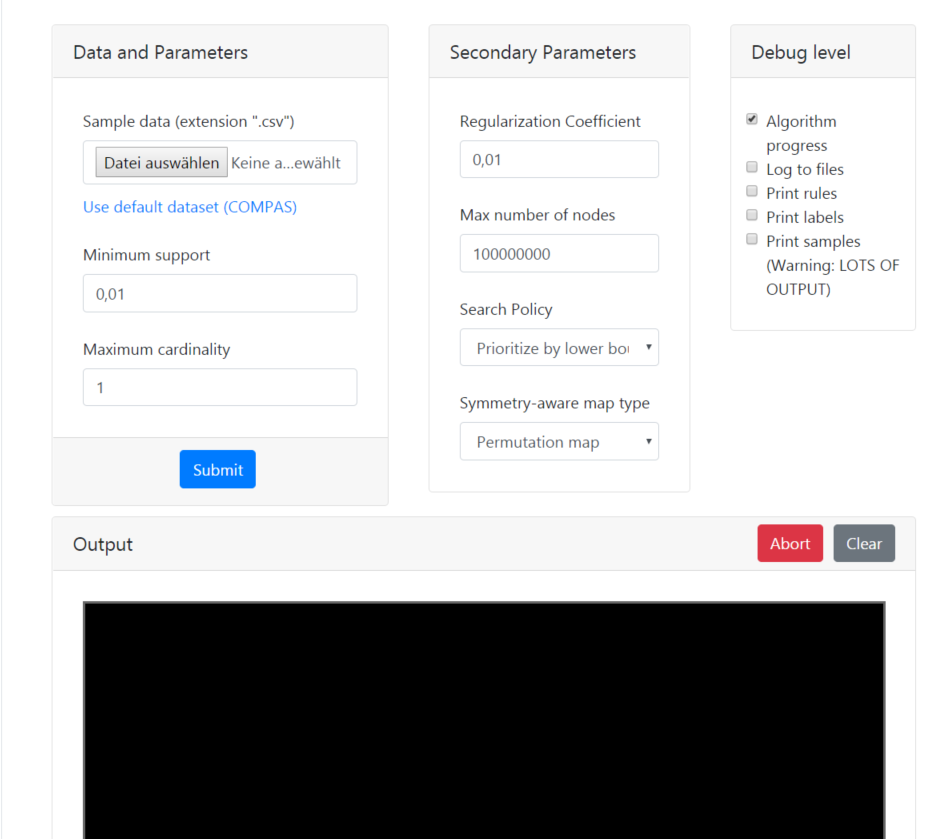 Data and Parameters
Sample data (extension ".csv")
Datei auswählen Keine a...ewählt
Use default dataset (COMPAS)
Minimum support
0,01
Maximum cardinality
1
Submit
Secondary Parameters
Regularization Coefficient
0,01
Max number of nodes
100000000
Search Policy
Prioritize by lower
Symmetry-aware map type
Permutation map
Debug level
Algorithm
progress
Log to files
Print rules
Print labels
Print samples
(Warning: LOTS OF
OUTPUT)
Output
Abort
Clear